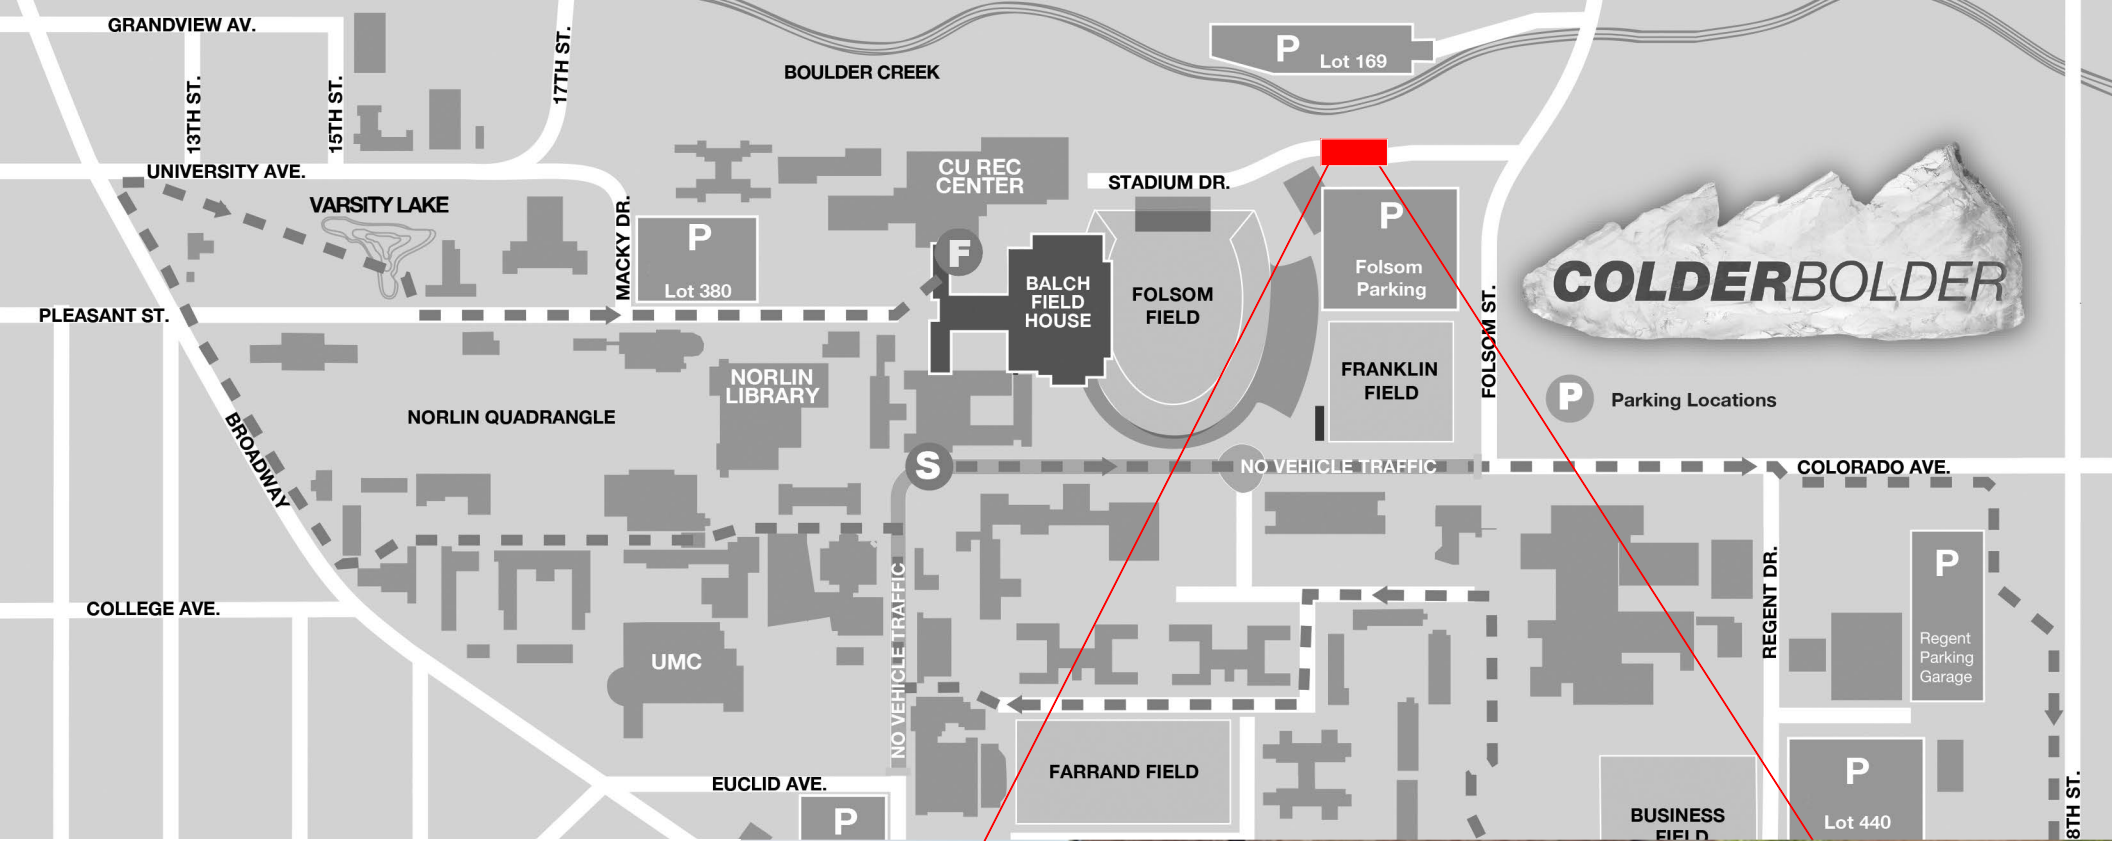 GRANDVIEW AV.
13TH ST.
15TH ST.
17TH ST.
BOULDER CREEK
P
Lot 169
UNIVERSITY AVE.
VARSITY LAKE
MACKY DR.
P
Lot 380
CU REC
CENTER
STADIUM DR.
F
BALCH
FIELD
HOUSE
FOLSOM
FIELD
P
Folsom
Parking
FOLSOM ST.
COLDERBOLDER
PLEASANT ST.
NORLIN
LIBRARY
FRANKLIN
FIELD
P
Parking Locations
NORLIN QUADRANGLE
BROADWAY
S
NO VEHICLE TRAFFIC
COLORADO AVE.
COLLEGE AVE.
NO VEHICLE TRAFFIC
REGENT DR.
P
Regent
Parking
Garage
UMC
EUCLID AVE.
P
FARRAND FIELD
BUSINESS
FIELD
P
Lot 440
8TH ST.